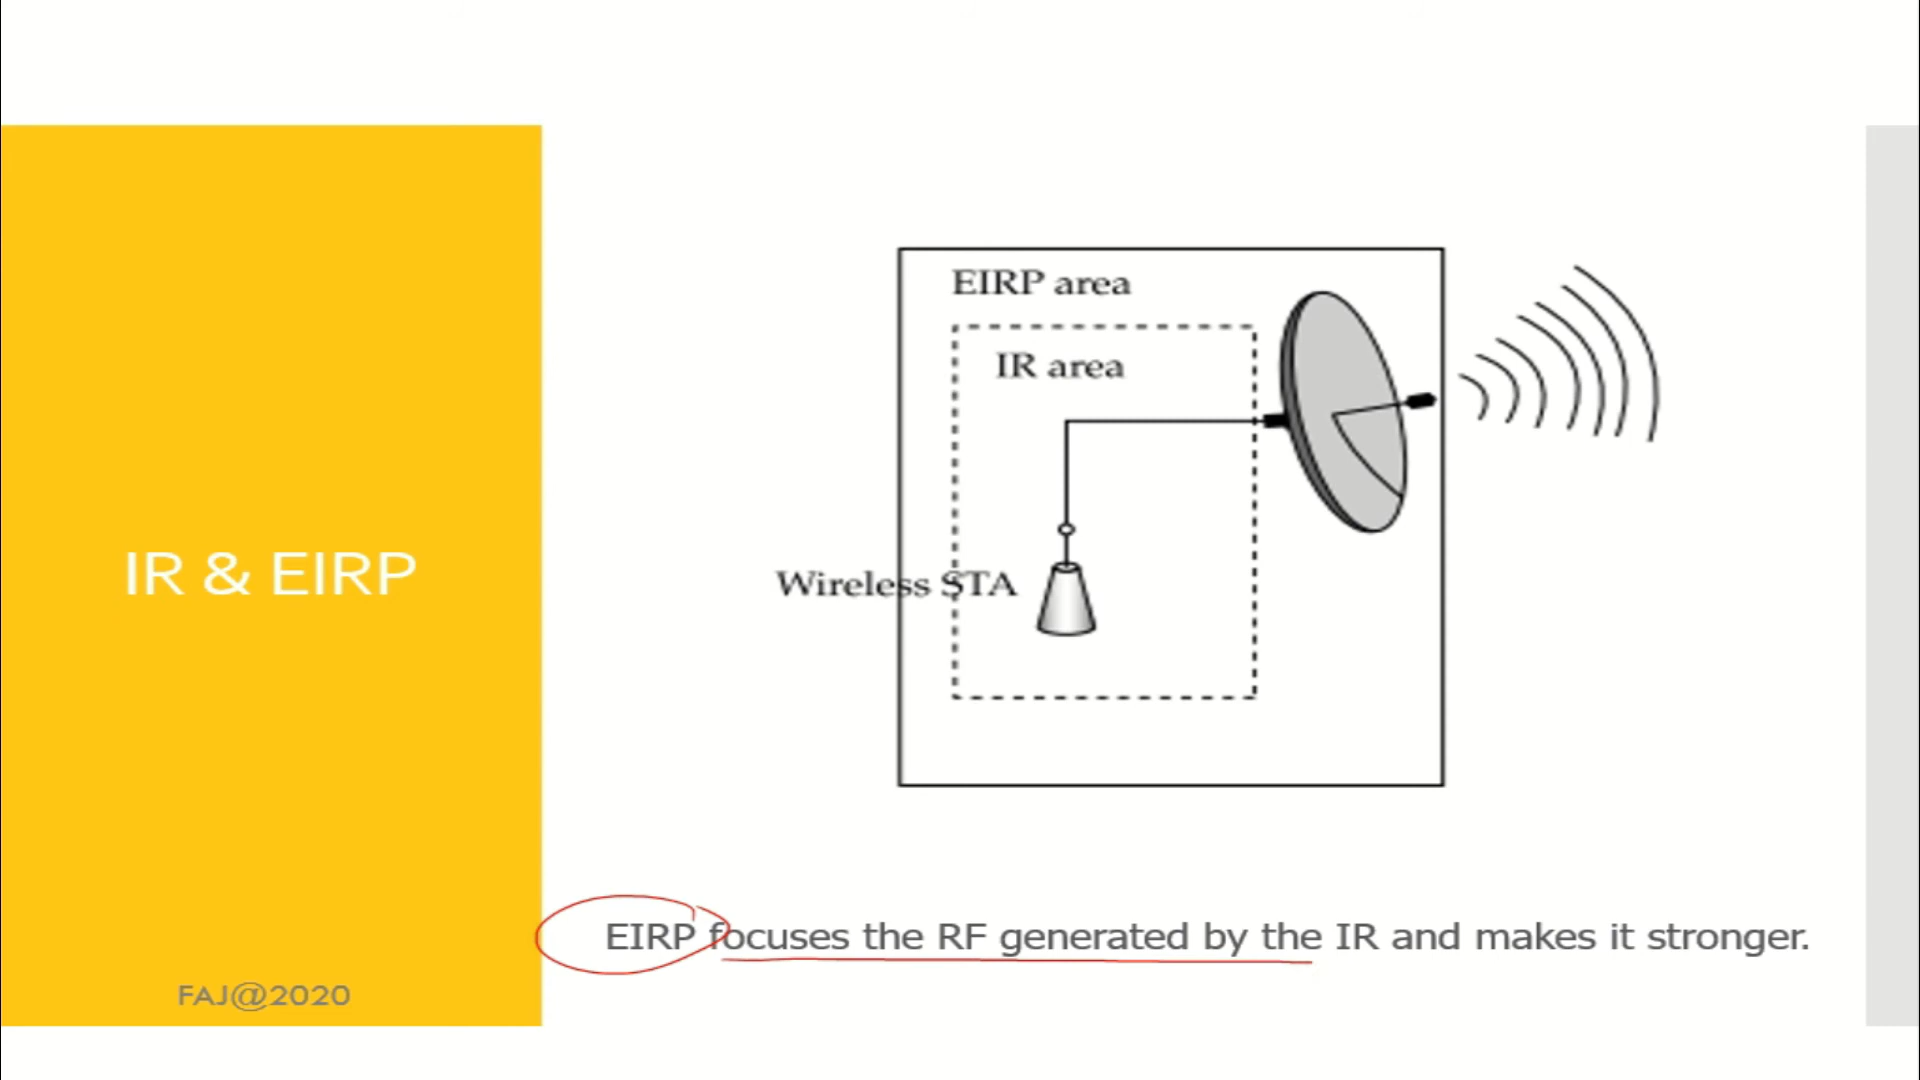 IR & EIRP
EIRP area
IR area
Wireless STA
EIRP focuses the RF generated by the IR and makes it stronger.
FAJ@2020